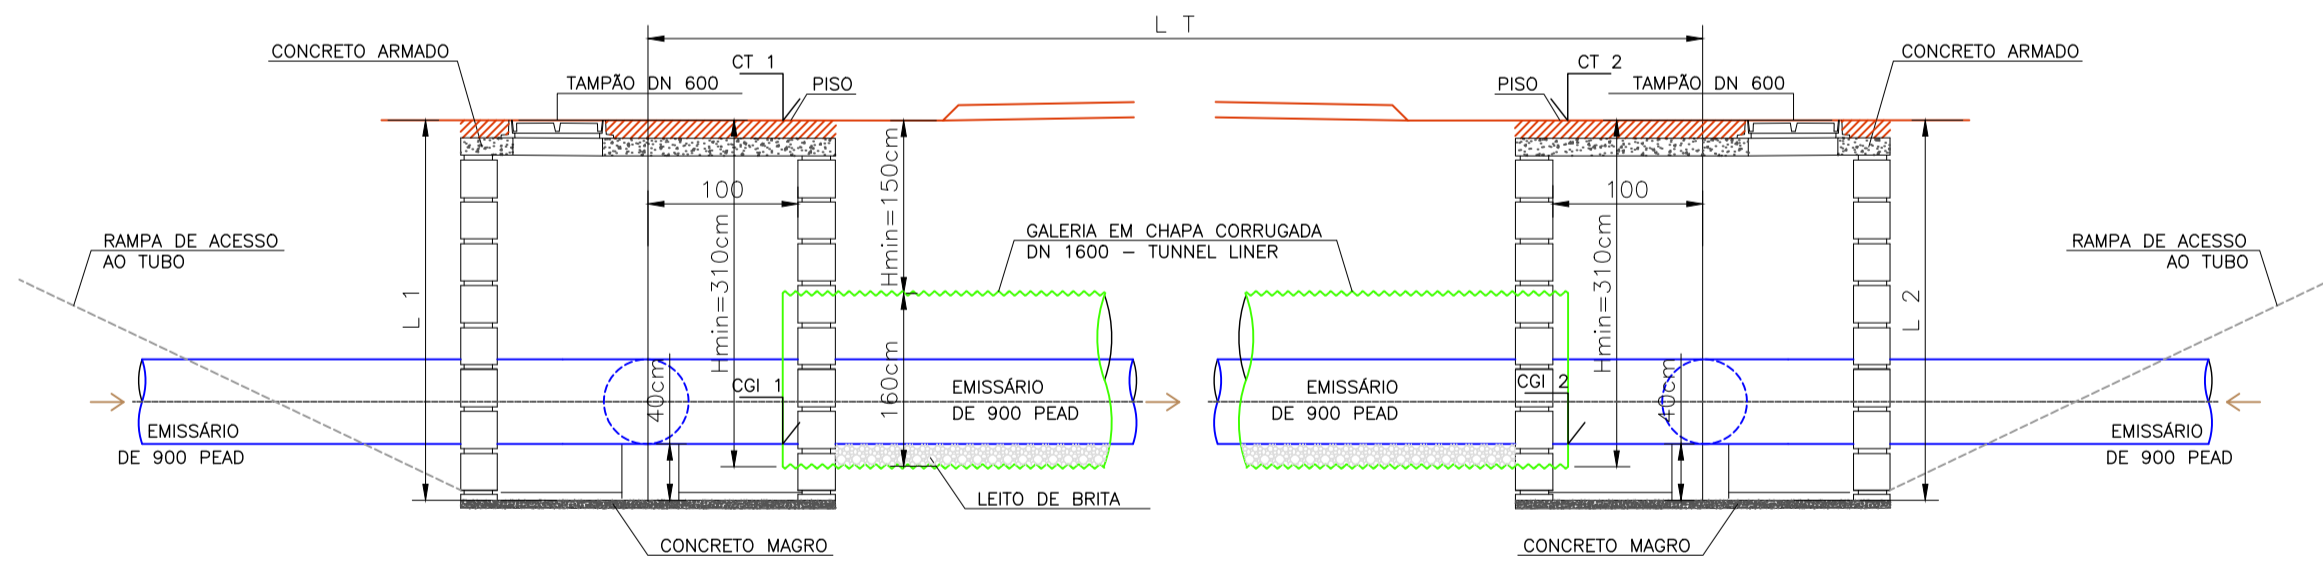 L T
CONCRETO ARMADO
CT 1
CT 2
CONCRETO ARMADO
TAMPÃO DN 600
PISO
PISO
TAMPÃO DN 600
100
Hmin=150cm
100
RAMPA DE ACESSO
AO TUBO
GALERIA EM CHAPA CORRUGADA
DN 1600 – TUNNEL LINER
RAMPA DE ACESSO
AO TUBO
L 1
Hmin=310cm
Hmin=310cm
L 2
40cm
CGI 1
160cm
EMISSÁRIO
DE 900 PEAD
EMISSÁRIO
DE 900 PEAD
CGI 2
40cm
EMISSÁRIO
DE 900 PEAD
EMISSÁRIO
DE 900 PEAD
LEITO DE BRITA
CONCRETO MAGRO
CONCRETO MAGRO